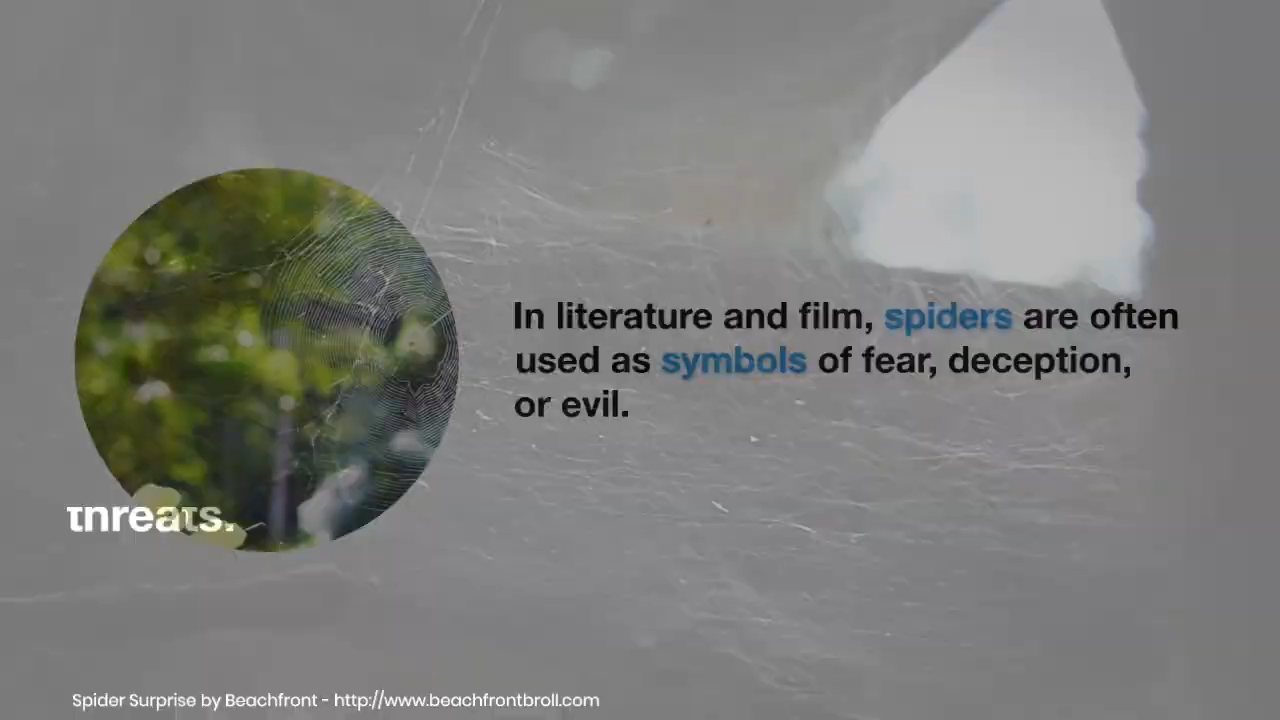 In literature and film, spiders are often
used as symbols of fear, deception,
or evil.
threats.
Spider Surprise by Beachfront - http://www.beachfrontbroll.com